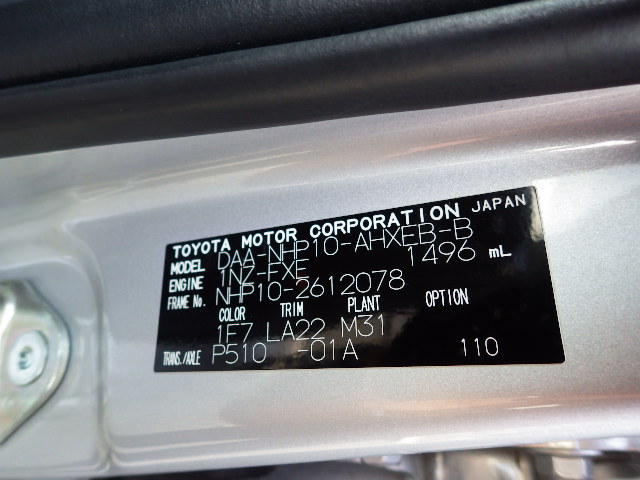 TOYOTA MOTOR CORPORATION JAPAN
MODEL DAA-NHP10-AHXEB-B
ENGINE 1NZ-FXE 1496 mL
FRAME No. NHP10-2612078
COLOR TRIM PLANT OPTION
1F7 LA22 M31
TRANS./AXLE P510 -01A 110